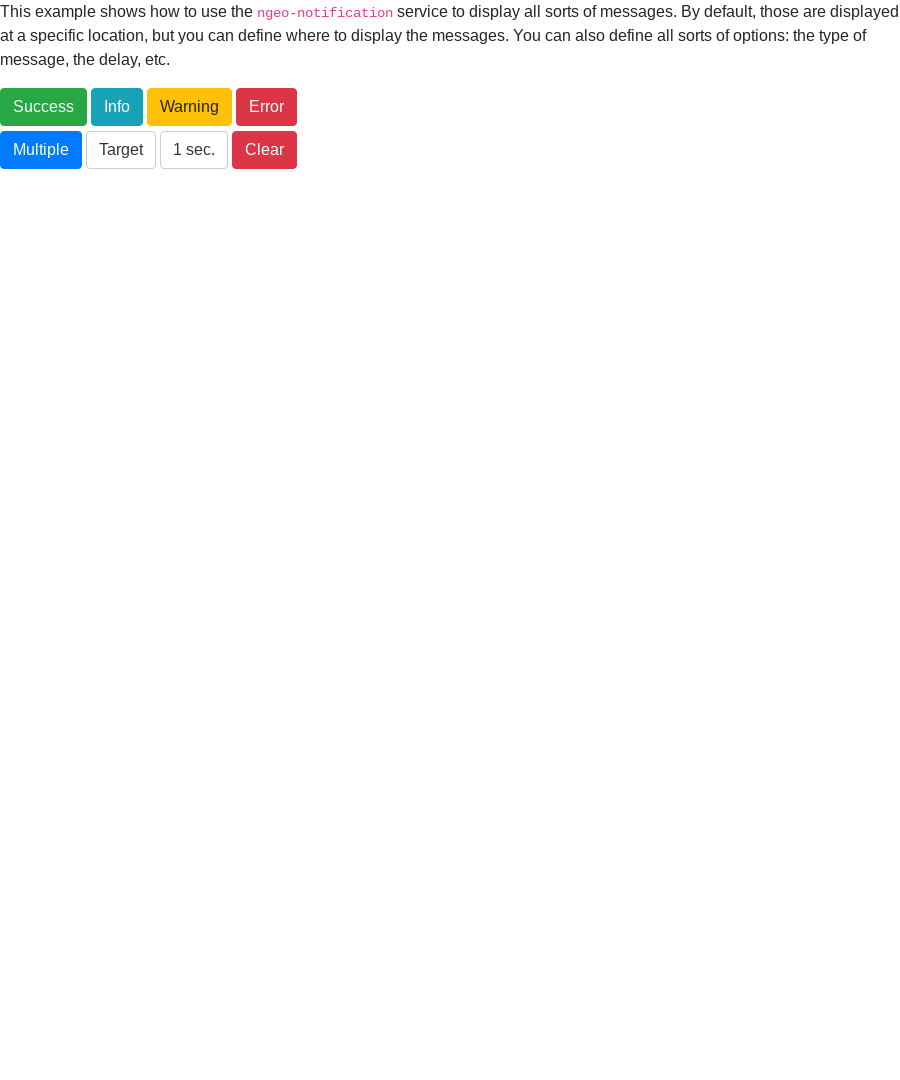 This example shows how to use the ngeo-notification service to display all sorts of messages. By default, those are displayed
at a specific location, but you can define where to display the messages. You can also define all sorts of options: the type of
message, the delay, etc.
Success Info Warning Error
Multiple Target 1 sec. Clear